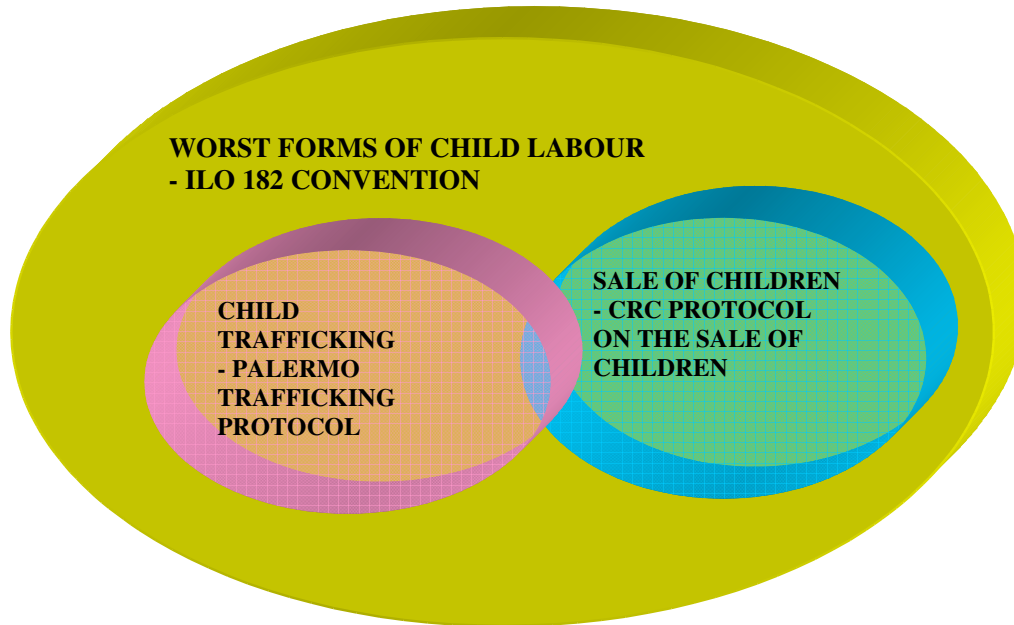 WORST FORMS OF CHILD LABOUR
- ILO 182 CONVENTION
CHILD
TRAFFICKING
- PALERMO
TRAFFICKING
PROTOCOL
SALE OF CHILDREN
- CRC PROTOCOL
ON THE SALE OF
CHILDREN